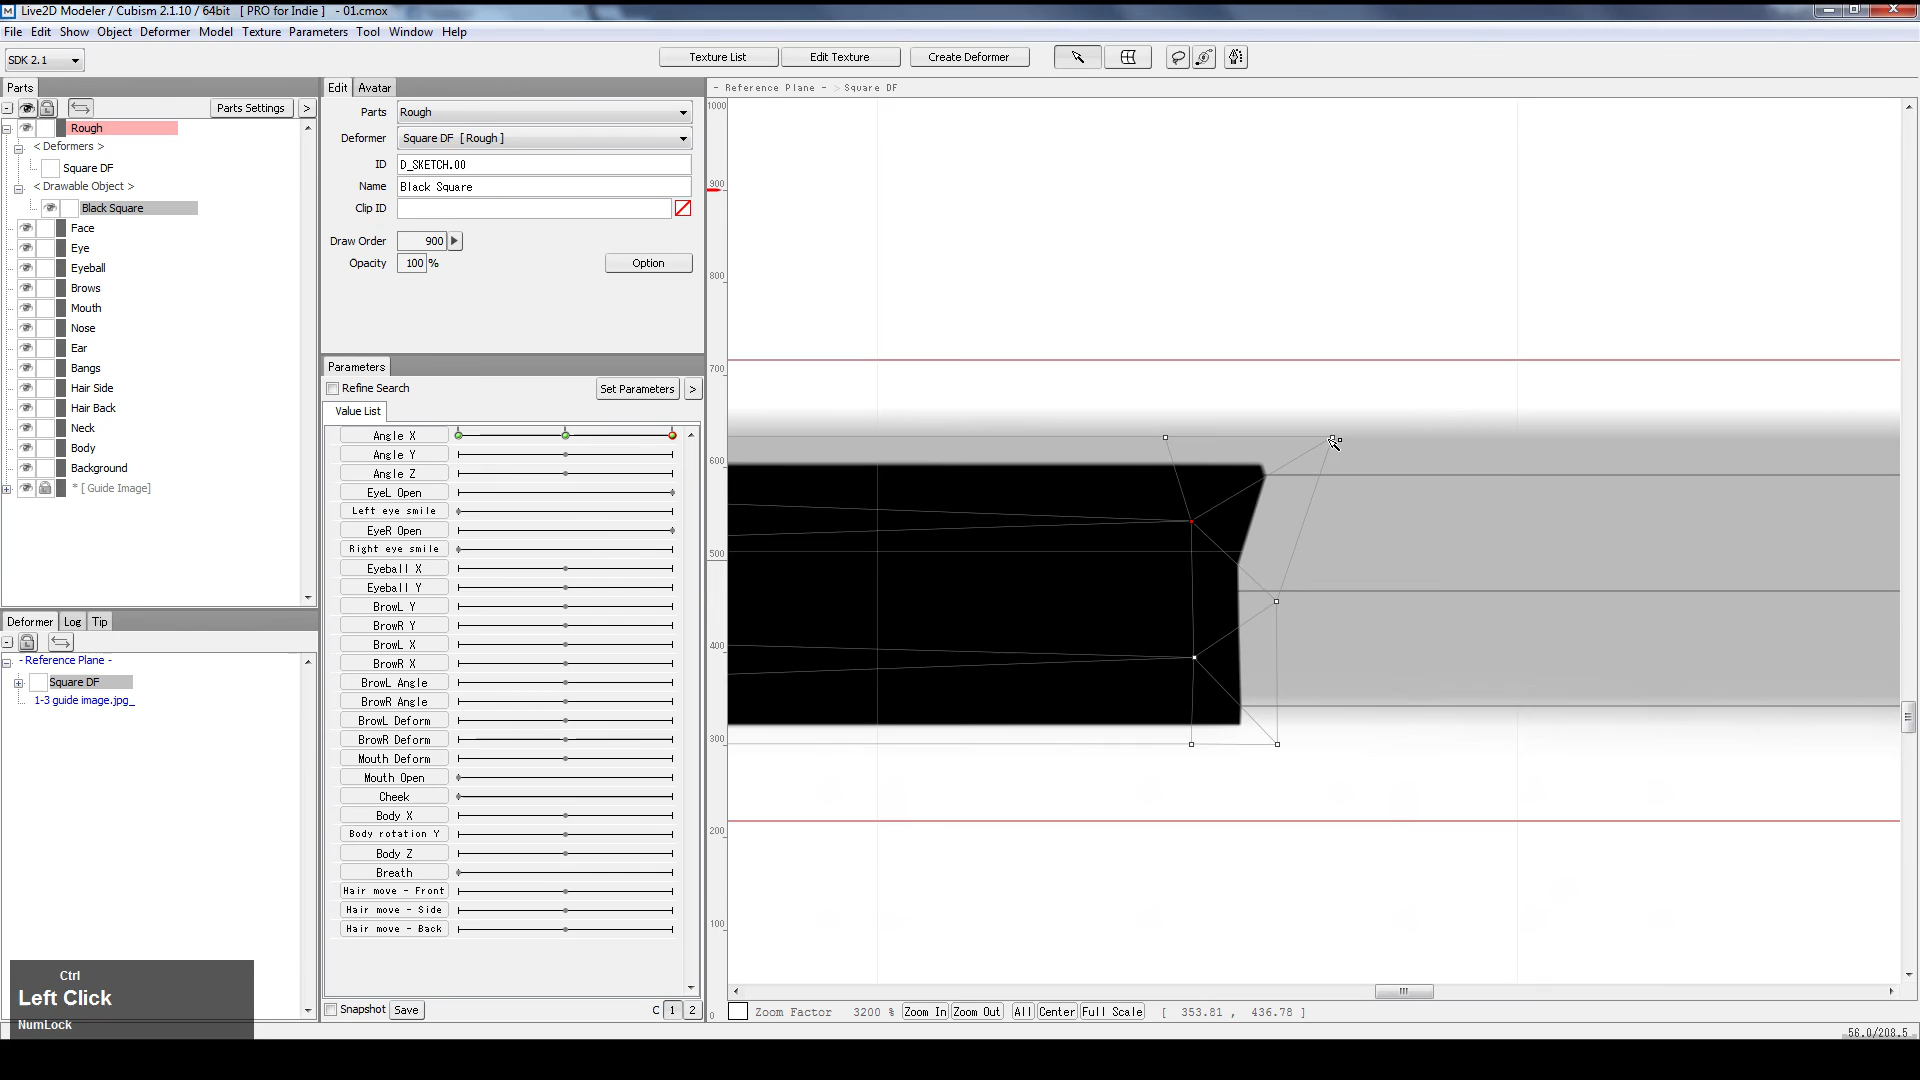 Live2D Modeler / Cubism 2.1.10 / 64bit   [ PRO for Indie ]   - 01.cmox
File Edit Show Object Deformer Model Texture Parameters Tool Window Help
SDK 2.1 Texture List Edit Texture Create Deformer
Parts Edit Avatar - Reference Plane - > Square DF
Parts Settings >
Parts Rough
Deformer Square DF [ Rough ]
ID D_SKETCH.00
Name Black Square
Clip ID
Draw Order 900
Opacity 100 % Option
Rough
< Deformers >
Square DF
< Drawable Object >
Black Square
Face
Eye
Eyeball
Brows
Mouth
Nose
Ear
Bangs
Hair Side
Hair Back
Neck
Body
Background
* [ Guide Image]
Parameters
Refine Search Set Parameters >
Value List
Angle X
Angle Y
Angle Z
EyeL Open
Left eye smile
EyeR Open
Right eye smile
Eyeball X
Eyeball Y
BrowL Y
BrowR Y
BrowL X
BrowR X
BrowL Angle
BrowR Angle
BrowL Deform
BrowR Deform
Mouth Deform
Mouth Open
Cheek
Body X
Body rotation Y
Body Z
Breath
Hair move - Front
Hair move - Side
Hair move - Back
Snapshot Save C 1 2
Deformer Log Tip
- Reference Plane -
Square DF
1-3 guide image.jpg_
Ctrl
Left Click
NumLock
1000
900
800
700
600
500
400
300
200
100
0
Zoom Factor 3200 % Zoom In Zoom Out All Center Full Scale [ 353.81 , 436.78 ]
56.0/208.5